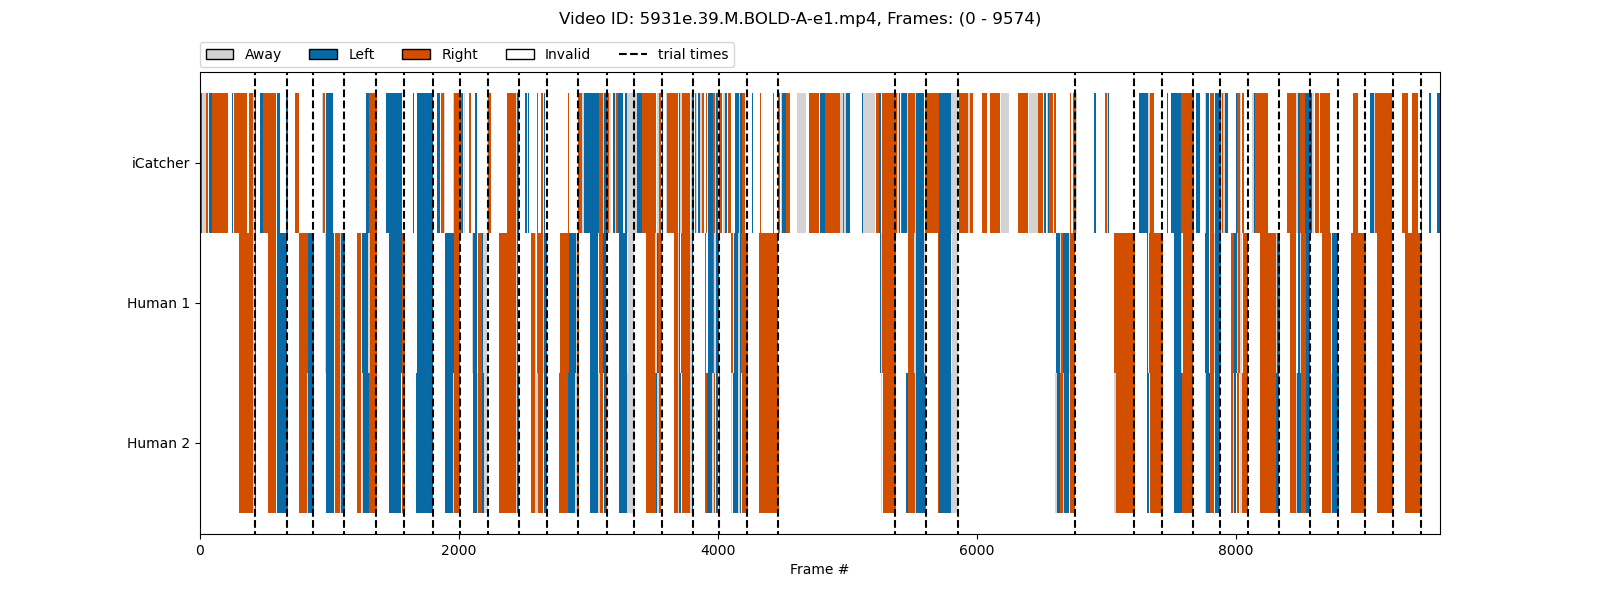 Video ID: 5931e.39.M.BOLD-A-e1.mp4, Frames: (0 - 9574)
Away Left Right Invalid trial times
iCatcher
Human 1
Human 2
0 2000 4000 6000 8000
Frame #